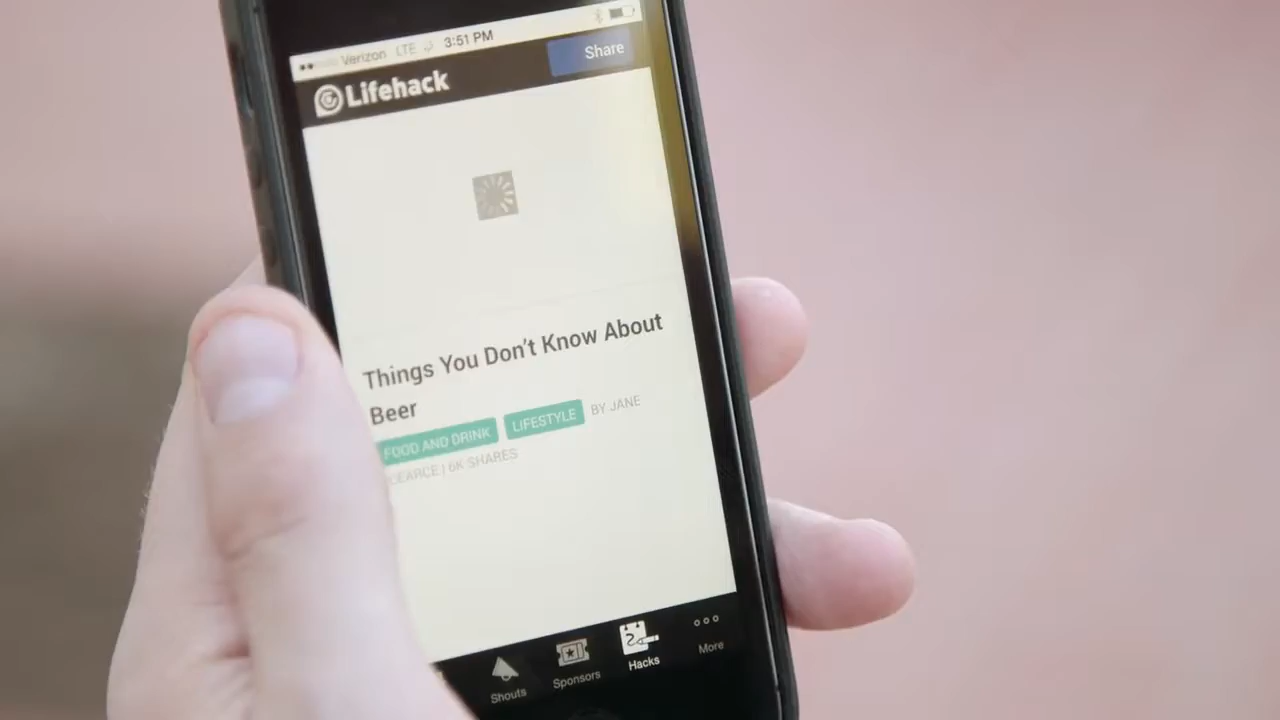 Verizon LTE 3:51 PM
Share
Lifehack
Things You Don't Know About
Beer
FOOD AND DRINK LIFESTYLE BY JANE
| 6K SHARES
Shouts Sponsors Hacks More